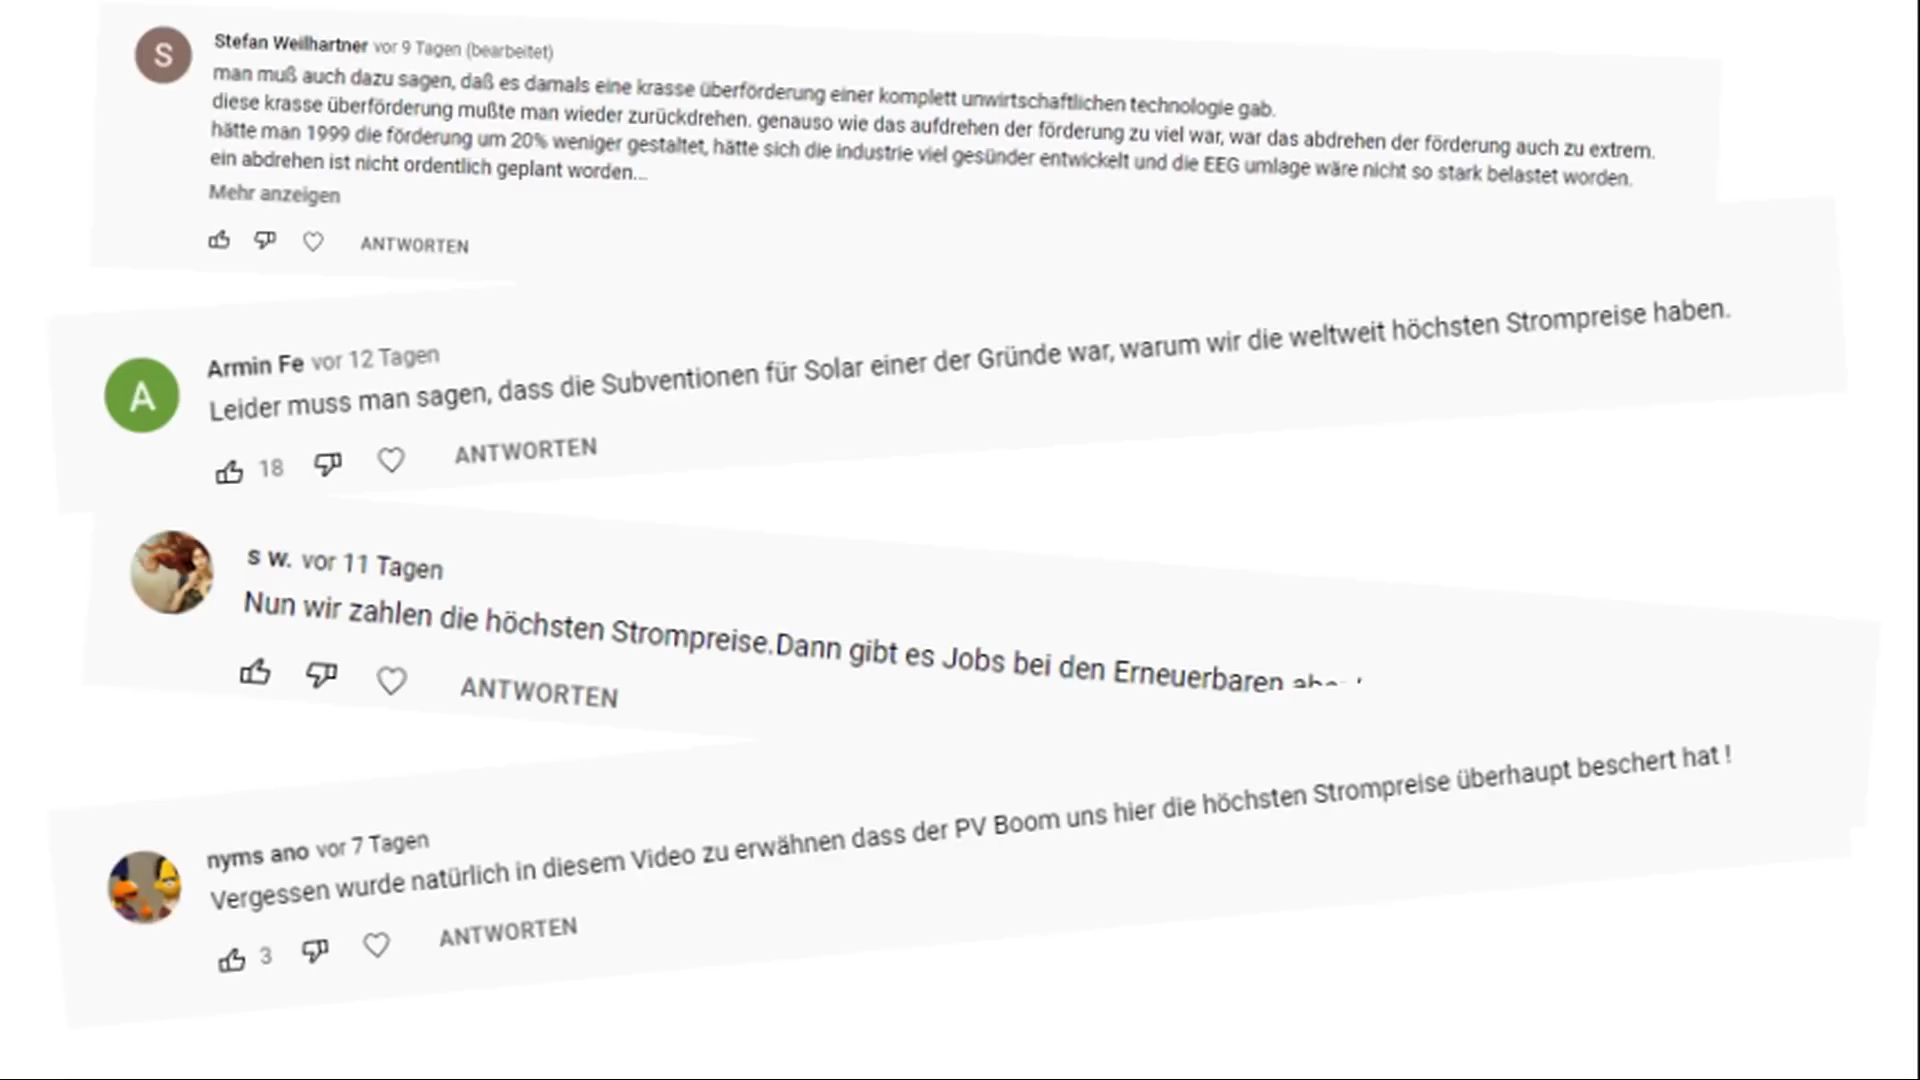 S
Stefan Weilhartner vor 9 Tagen (bearbeitet)
man muß auch dazu sagen, daß es damals eine krasse überförderung einer komplett unwirtschaftlichen technologie gab.
diese krasse überförderung mußte man wieder zurückdrehen. genauso wie das aufdrehen der förderung zu viel war, war das abdrehen der förderung auch zu extrem.
hätte man 1999 die förderung um 20% weniger gestaltet, hätte sich die industrie viel gesünder entwickelt und die EEG umlage wäre nicht so stark belastet worden.
ein abdrehen ist nicht ordentlich geplant worden...
Mehr anzeigen
ANTWORTEN
A
Armin Fe vor 12 Tagen
Leider muss man sagen, dass die Subventionen für Solar einer der Gründe war, warum wir die weltweit höchsten Strompreise haben.
18 ANTWORTEN
s w. vor 11 Tagen
Nun wir zahlen die höchsten Strompreise.Dann gibt es Jobs bei den Erneuerbaren
ANTWORTEN
nyms ano vor 7 Tagen
Vergessen wurde natürlich in diesem Video zu erwähnen dass der PV Boom uns hier die höchsten Strompreise überhaupt beschert hat !
3 ANTWORTEN